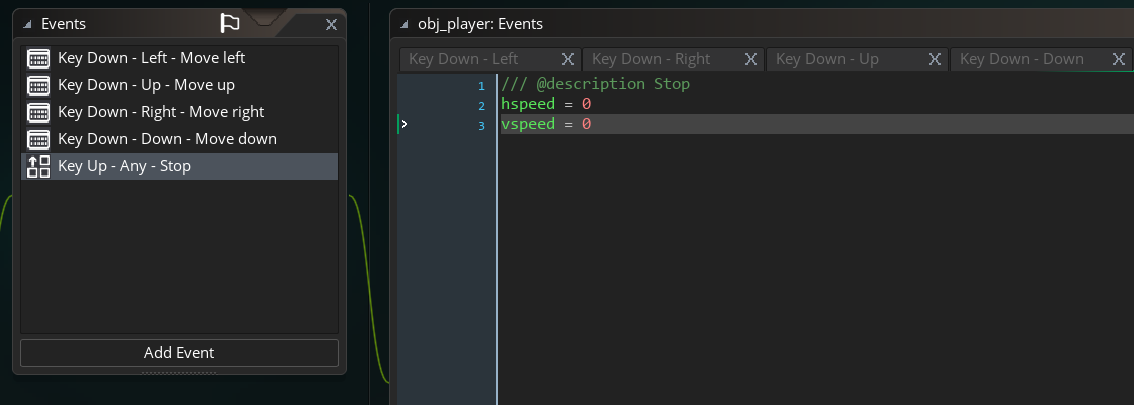 Events
Key Down - Left - Move left
Key Down - Up - Move up
Key Down - Right - Move right
Key Down - Down - Move down
Key Up - Any - Stop
Add Event
obj_player: Events
Key Down - Left
Key Down - Right
Key Down - Up
Key Down - Down
1 /// @description Stop
2 hspeed = 0
3 vspeed = 0